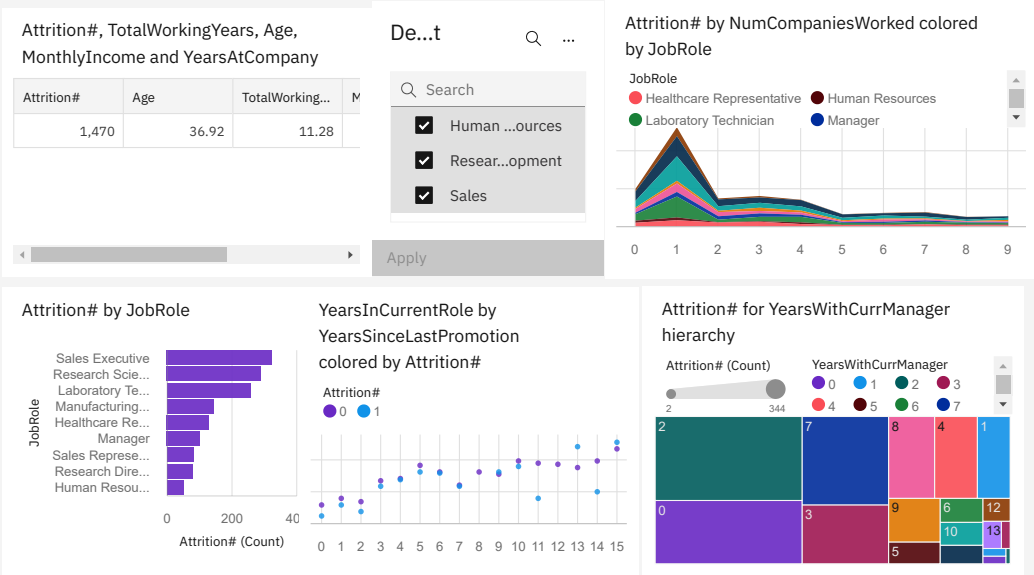 Attrition#, TotalWorkingYears, Age,
MonthlyIncome and YearsAtCompany
Attrition# Age TotalWorking... M
1,470 36.92 11.28
De...t ...
Search
Human ...ources
Resear...opment
Sales
Apply
Attrition# by NumCompaniesWorked colored
by JobRole
JobRole
Healthcare Representative Human Resources
Laboratory Technician Manager
0 1 2 3 4 5 6 7 8 9
Attrition# by JobRole
JobRole
Sales Executive
Research Scie...
Laboratory Te...
Manufacturing...
Healthcare Re...
Manager
Sales Represe...
Research Dire...
Human Resou...
0 200 40
Attrition# (Count)
YearsInCurrentRole by
YearsSinceLastPromotion
colored by Attrition#
Attrition#
0 1
0 1 2 3 4 5 6 7 8 9 10 11 12 13 14 15
Attrition# for YearsWithCurrManager
hierarchy
Attrition# (Count)
2 344
YearsWithCurrManager
0 1 2 3
4 5 6 7
2 7 8 4 1
0 3 9 6 12
10 13
5